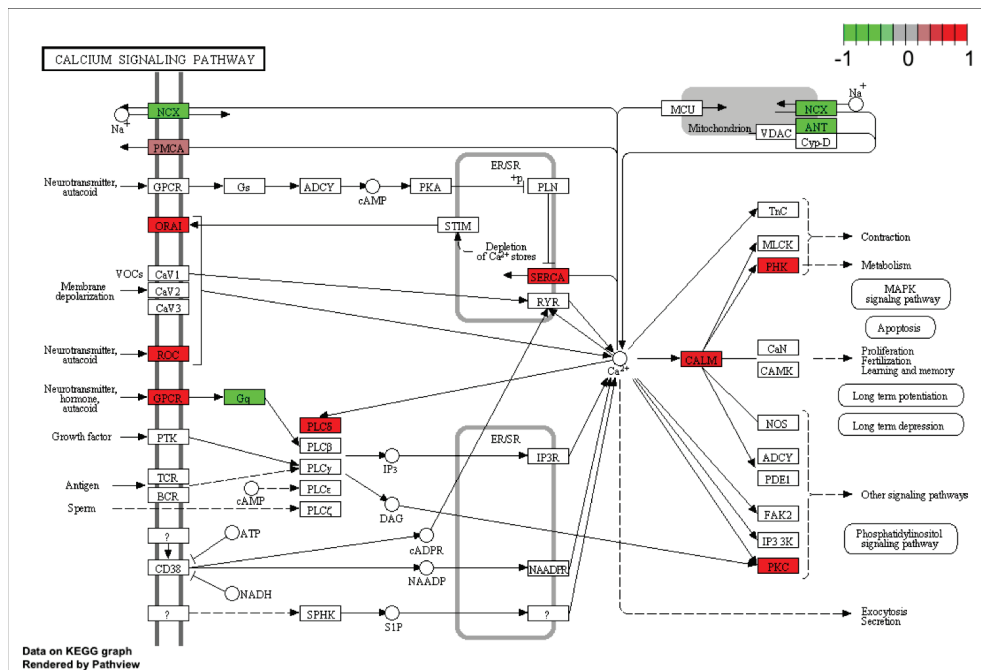 CALCIUM SIGNALING PATHWAY
-1 0 1
Na+
NCX
MCU
Mitochondrion
NCX
Na+
VDAC
ANT
Cyp-D
PMCA
Neurotransmitter,
autacoid
GPCR
Gs
ADCY
cAMP
PKA
ER/SR
+p
PLN
ORAI
STIM
Depletion
of Ca2+ stores
SERCA
RYR
VOCs
Membrane
depolarization
CaV1
CaV2
CaV3
Neurotransmitter,
autacoid
ROC
Neurotransmitter,
hormone,
autacoid
GPCR
Gq
Growth factor
PTK
Antigen
TCR
BCR
Sperm
PLCδ
PLCβ
PLCγ
PLCε
PLCζ
cAMP
IP3
DAG
ER/SR
IP3R
?
ATP
CD38
NADH
cADPR
NAADP
NAADPR
?
SPHK
S1P
?
Ca2+
CALM
TnC
MLCK
PHK
CaN
CAMK
NOS
ADCY
PDE1
FAK2
IP3 3K
PKC
Contraction
Metabolism
MAPK
signaling pathway
Apoptosis
Proliferation
Fertilization
Learning and memory
Long term potentiation
Long term depression
Other signaling pathways
Phosphatidylinositol
signaling pathway
Exocytosis
Secretion
Data on KEGG graph
Rendered by Pathview